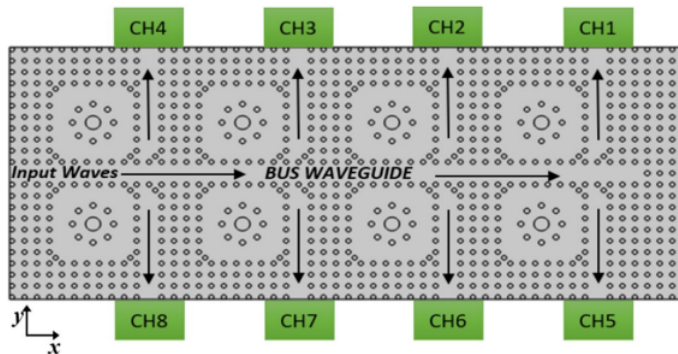 CH4 CH3 CH2 CH1
Input Waves BUS WAVEGUIDE
CH8 CH7 CH6 CH5
y
x